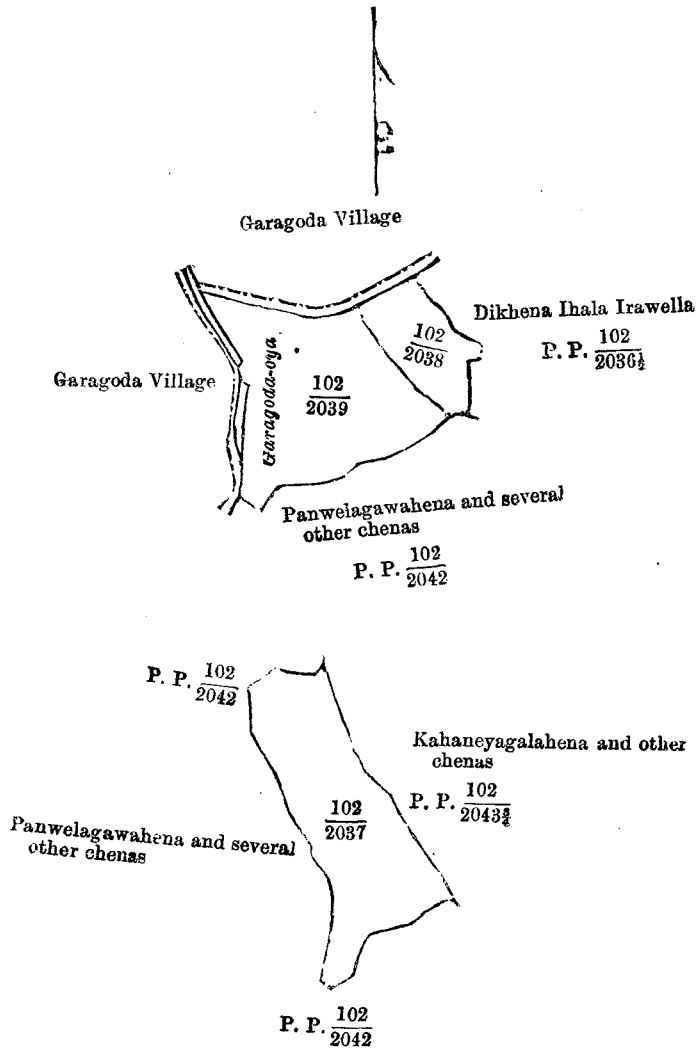 Garagoda Village
Dikhena Ihala Irawella
P. P. 102/2036½
102/2038
Garagoda Village
Garagoda-oya
102/2039
Panwelagawahena and several
other chenas
P. P. 102/2042
P. P. 102/2042
Kahaneyagalahena and other
chenas
P. P. 102/2043¾
102/2037
Panwelagawahena and several
other chenas
P. P. 102/2042